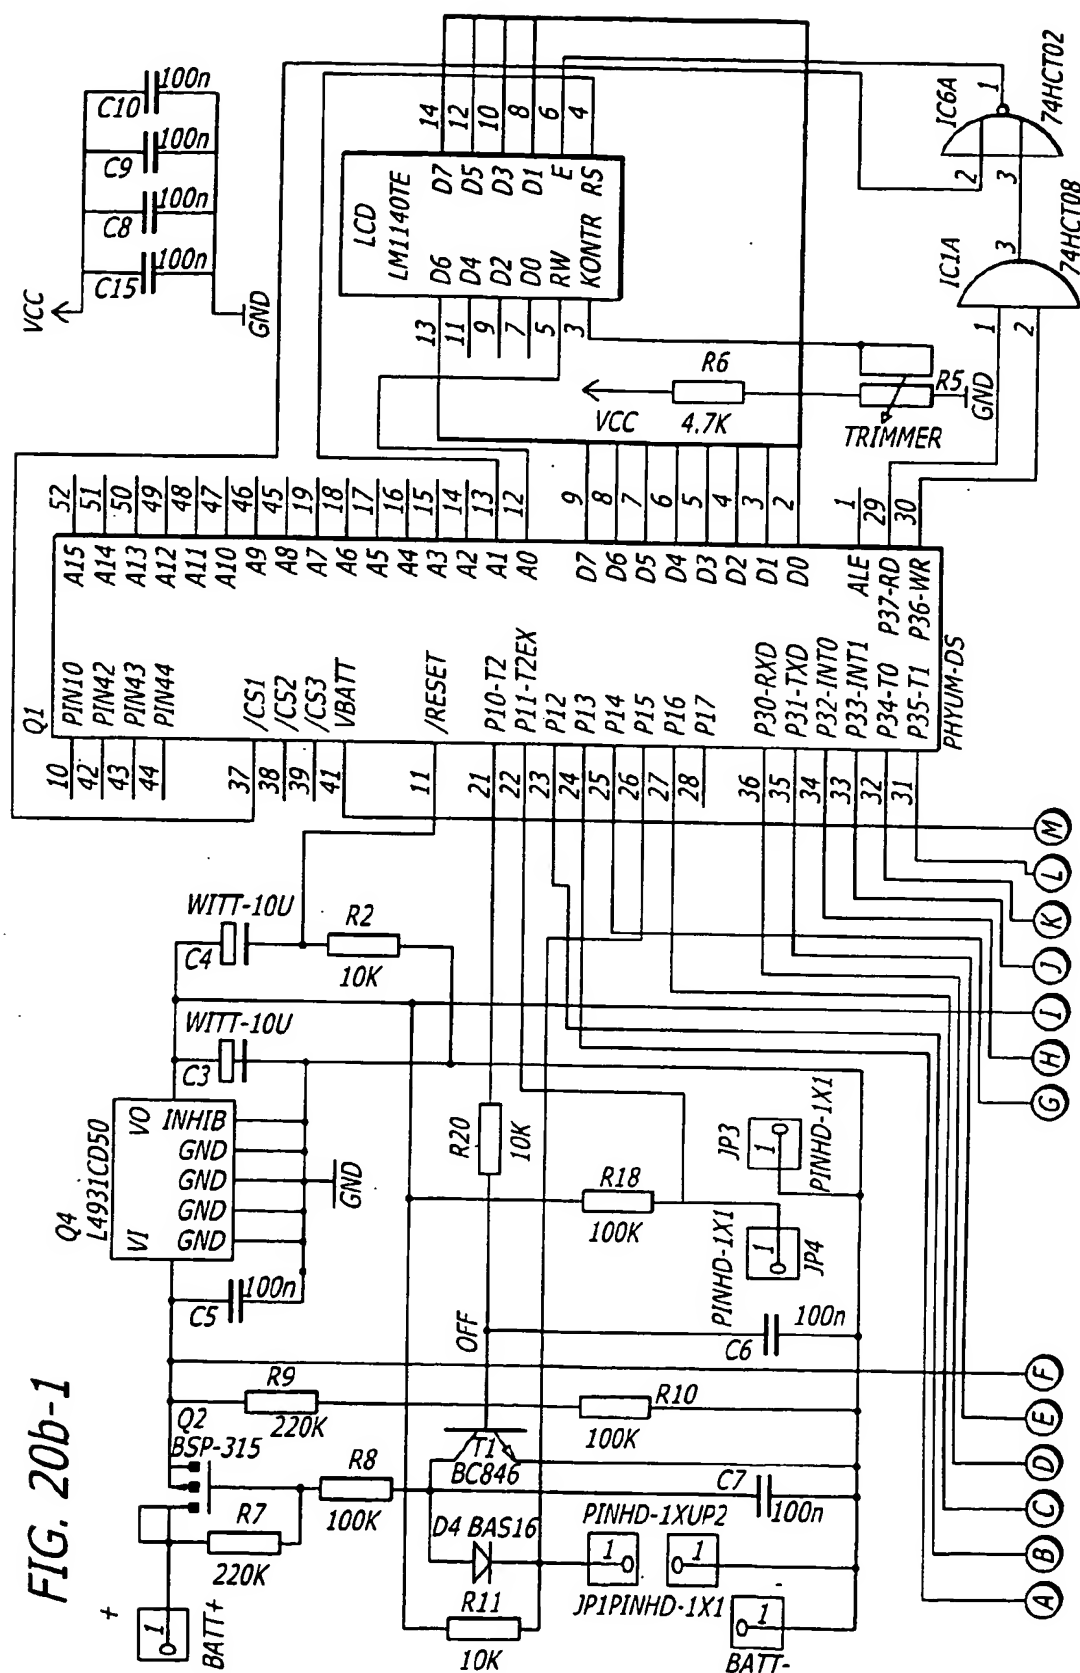 FIG. 20b-1
VCC
C15
100n
C8
100n
C9
100n
C10
100n
GND
LCD
LM1140TE
D6
D4
D2
D0
RW
KONTR
D7
D5
D3
D1
E
RS
13
11
9
7
5
3
14
12
10
8
6
4
VCC
R6
4.7K
R5
TRIMMER
GND
IC1A
1
2
3
74HCT08
IC6A
2
3
1
74HCT02
Q1
PIN10
PIN42
PIN43
PIN44
/CS1
/CS2
/CS3
VBATT
/RESET
P10-T2
P11-T2EX
P12
P13
P14
P15
P16
P17
P30-RXD
P31-TXD
P32-INT0
P33-INT1
P34-T0
P35-T1
10
42
43
44
37
38
39
41
11
21
22
23
24
25
26
27
28
36
35
34
33
32
31
A15
A14
A13
A12
A11
A10
A9
A8
A7
A6
A5
A4
A3
A2
A1
A0
D7
D6
D5
D4
D3
D2
D1
D0
ALE
P37-RD
P36-WR
52
51
50
49
48
47
46
45
19
18
17
16
15
14
13
12
9
8
7
6
5
4
3
2
1
29
30
PHYUM-DS
+
1
BATT+
Q2
BSP-315
R7
220K
R8
100K
R9
220K
R10
100K
Q4
L4931CD50
VI
VO
INHIB
GND
GND
GND
GND
GND
C5
100n
C3
WITT-10U
C4
WITT-10U
R2
10K
OFF
T1
BC846
R20
10K
R18
100K
C6
100n
C7
100n
D4 BAS16
R11
10K
PINHD-1XUP2
1
1
JP1PINHD-1X1
1
BATT-
PINHD-1X1
1
JP4
JP3
1
PINHD-1X1
A
B
C
D
E
F
G
H
I
J
K
L
M